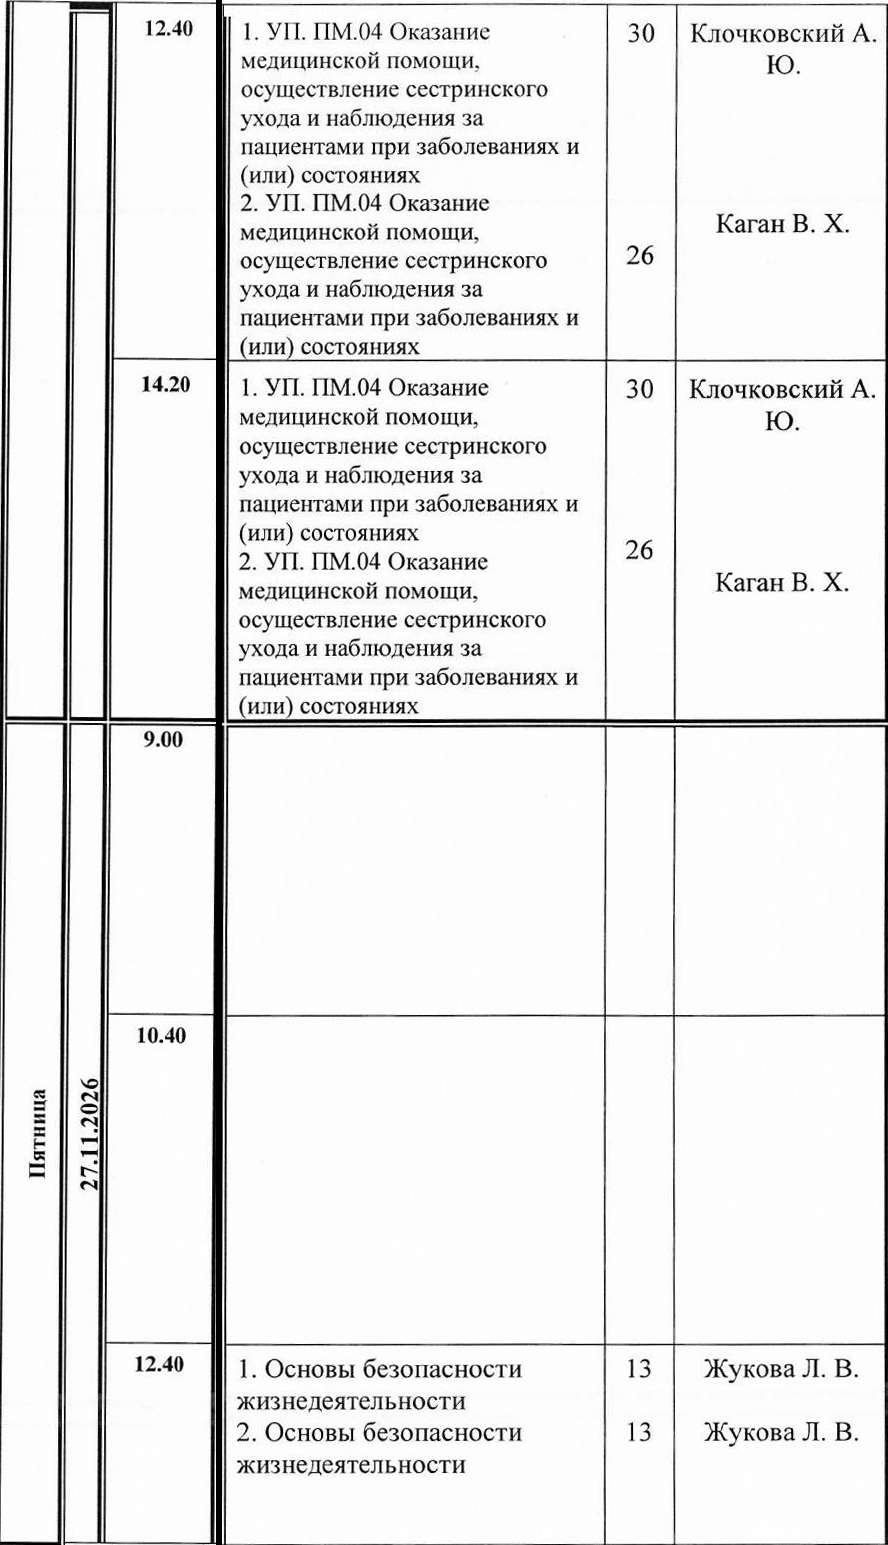 12.40
1. УП. ПМ.04 Оказание
медицинской помощи,
осуществление сестринского
ухода и наблюдения за
пациентами при заболеваниях и
(или) состояниях
2. УП. ПМ.04 Оказание
медицинской помощи,
осуществление сестринского
ухода и наблюдения за
пациентами при заболеваниях и
(или) состояниях
30
26
Клочковский А.
Ю.
Каган В. Х.
14.20
1. УП. ПМ.04 Оказание
медицинской помощи,
осуществление сестринского
ухода и наблюдения за
пациентами при заболеваниях и
(или) состояниях
2. УП. ПМ.04 Оказание
медицинской помощи,
осуществление сестринского
ухода и наблюдения за
пациентами при заболеваниях и
(или) состояниях
30
26
Клочковский А.
Ю.
Каган В. Х.
Пятница
27.11.2026
9.00
10.40
12.40
1. Основы безопасности
жизнедеятельности
2. Основы безопасности
жизнедеятельности
13
13
Жукова Л. В.
Жукова Л. В.